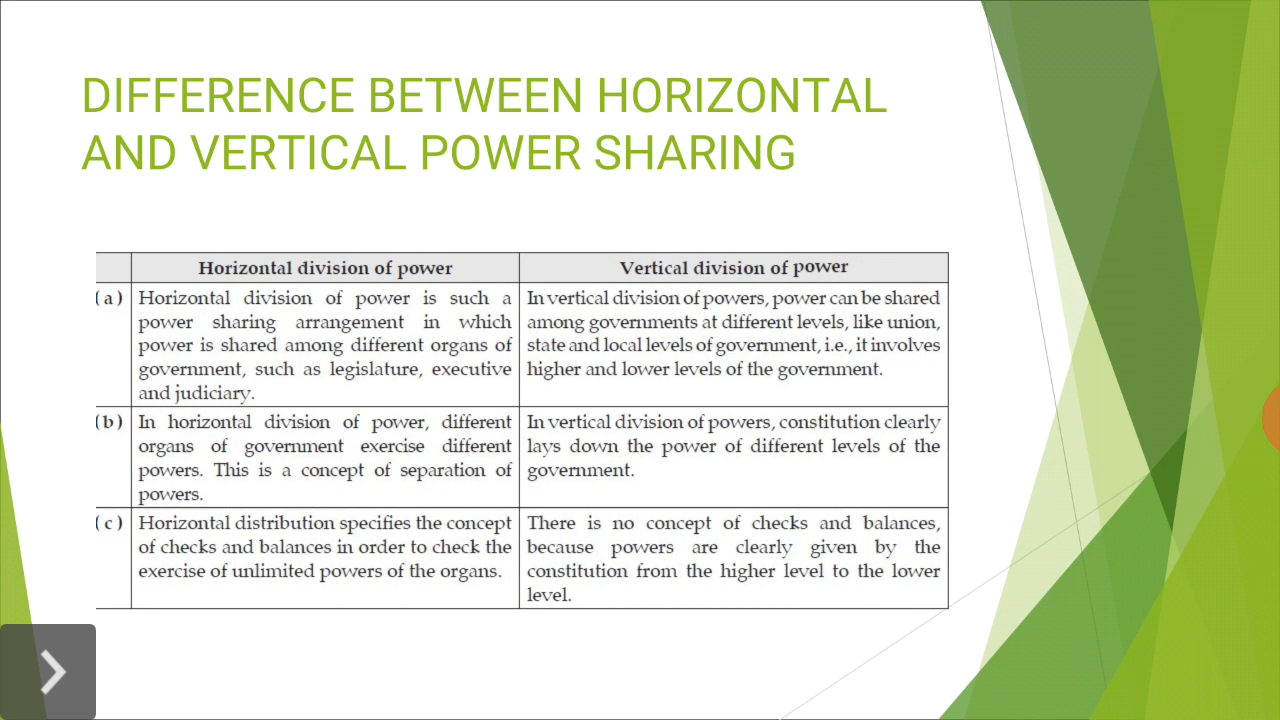 DIFFERENCE BETWEEN HORIZONTAL
AND VERTICAL POWER SHARING
Horizontal division of power
Vertical division of power
(a)
Horizontal division of power is such a
power sharing arrangement in which
power is shared among different organs of
government, such as legislature, executive
and judiciary.
In vertical division of powers, power can be shared
among governments at different levels, like union,
state and local levels of government, i.e., it involves
higher and lower levels of the government.
(b)
In horizontal division of power, different
organs of government exercise different
powers. This is a concept of separation of
powers.
In vertical division of powers, constitution clearly
lays down the power of different levels of the
government.
(c)
Horizontal distribution specifies the concept
of checks and balances in order to check the
exercise of unlimited powers of the organs.
There is no concept of checks and balances,
because powers are clearly given by the
constitution from the higher level to the lower
level.